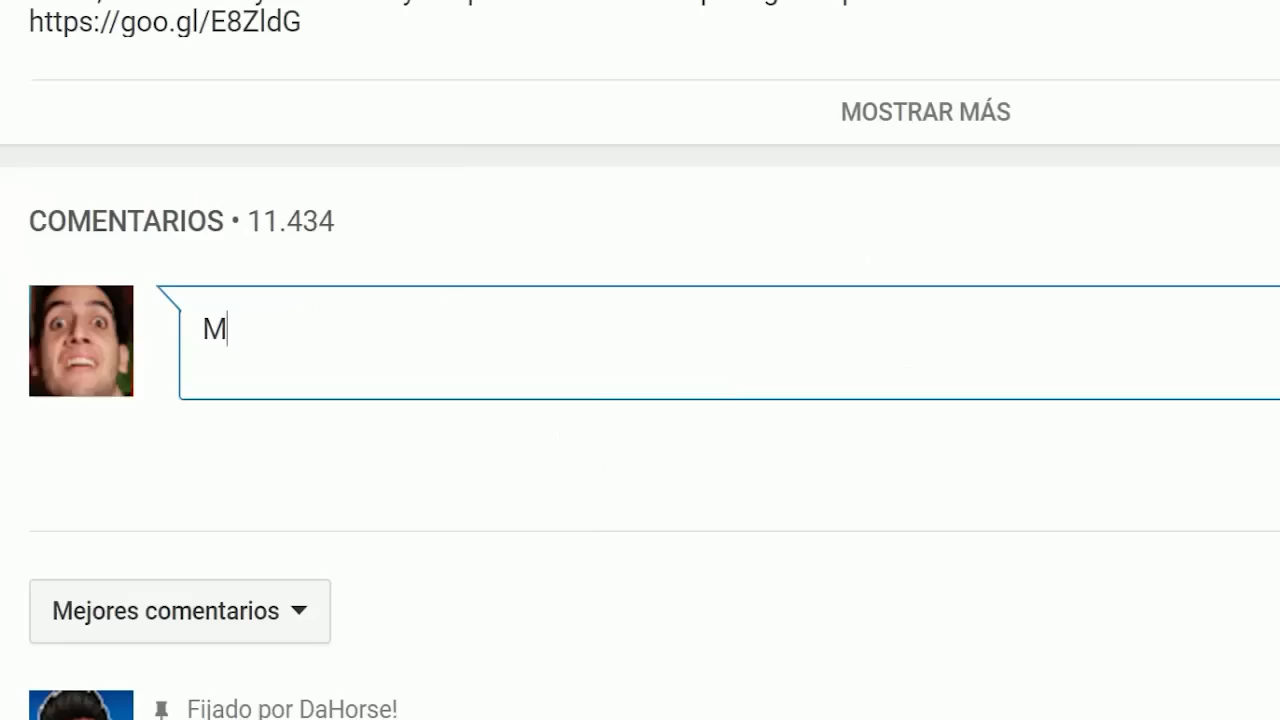 https://goo.gl/E8ZldG
MOSTRAR MÁS
COMENTARIOS • 11.434
M
Mejores comentarios
Fijado por DaHorse!